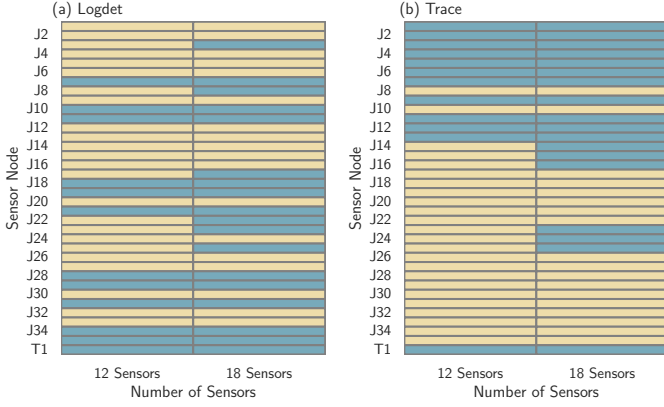 (a) Logdet
(b) Trace
Sensor Node
J2
J4
J6
J8
J10
J12
J14
J16
J18
J20
J22
J24
J26
J28
J30
J32
J34
T1
12 Sensors
18 Sensors
Number of Sensors
Sensor Node
J2
J4
J6
J8
J10
J12
J14
J16
J18
J20
J22
J24
J26
J28
J30
J32
J34
T1
12 Sensors
18 Sensors
Number of Sensors